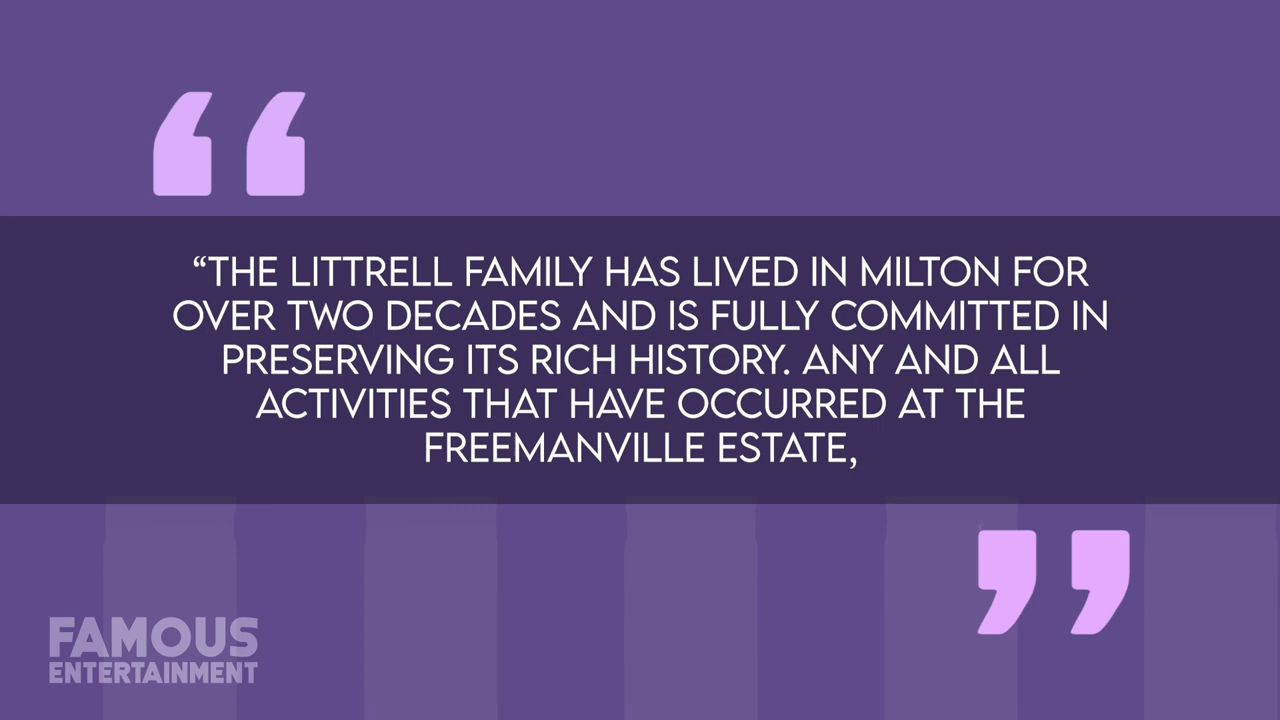 “THE LITTRELL FAMILY HAS LIVED IN MILTON FOR
OVER TWO DECADES AND IS FULLY COMMITTED IN
PRESERVING ITS RICH HISTORY. ANY AND ALL
ACTIVITIES THAT HAVE OCCURRED AT THE
FREEMANVILLE ESTATE,
FAMOUS
ENTERTAINMENT